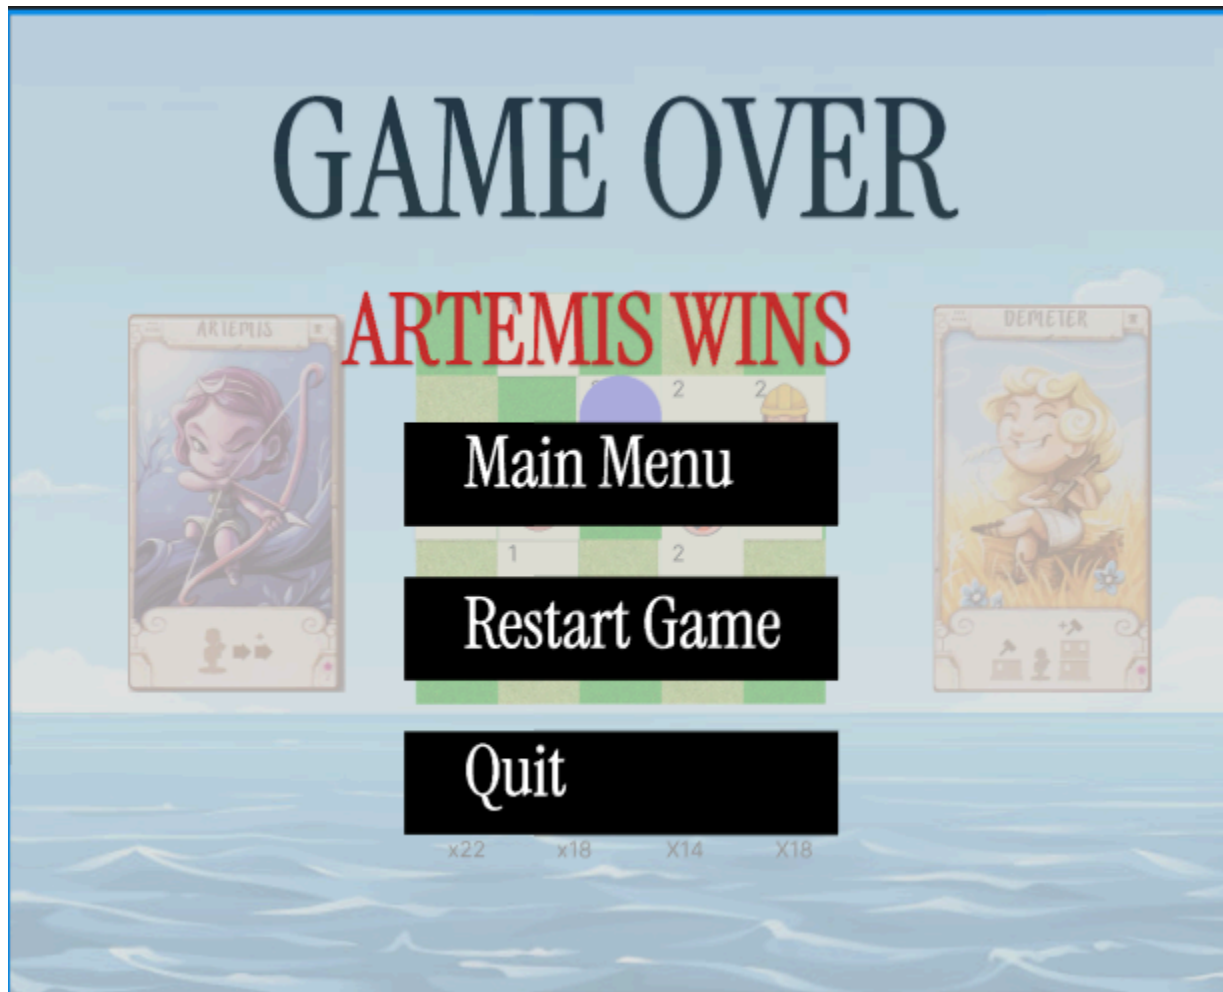 GAME OVER
ARTEMIS WINS
ARTEMIS
DEMETER
2 2
Main Menu
1 2
Restart Game
Quit
x22 x18 X14 X18